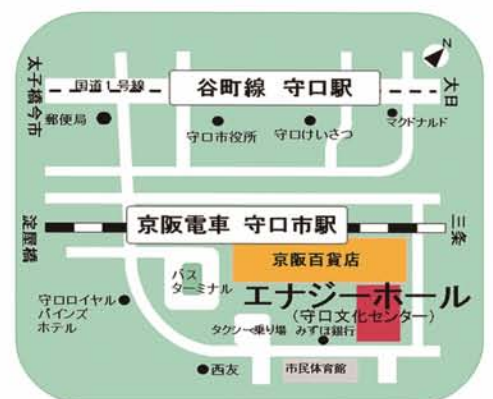 N
国道1号線
谷町線 守口駅
太子橋今市
大日
郵便局
守口市役所
守口けいさつ
マクドナルド
淀屋橋
京阪電車 守口市駅
三条
京阪百貨店
バス
ターミナル
エナジーホール
(守口文化センター)
守口ロイヤル
パインズ
ホテル
タクシー乗り場
みずほ銀行
西友
市民体育館